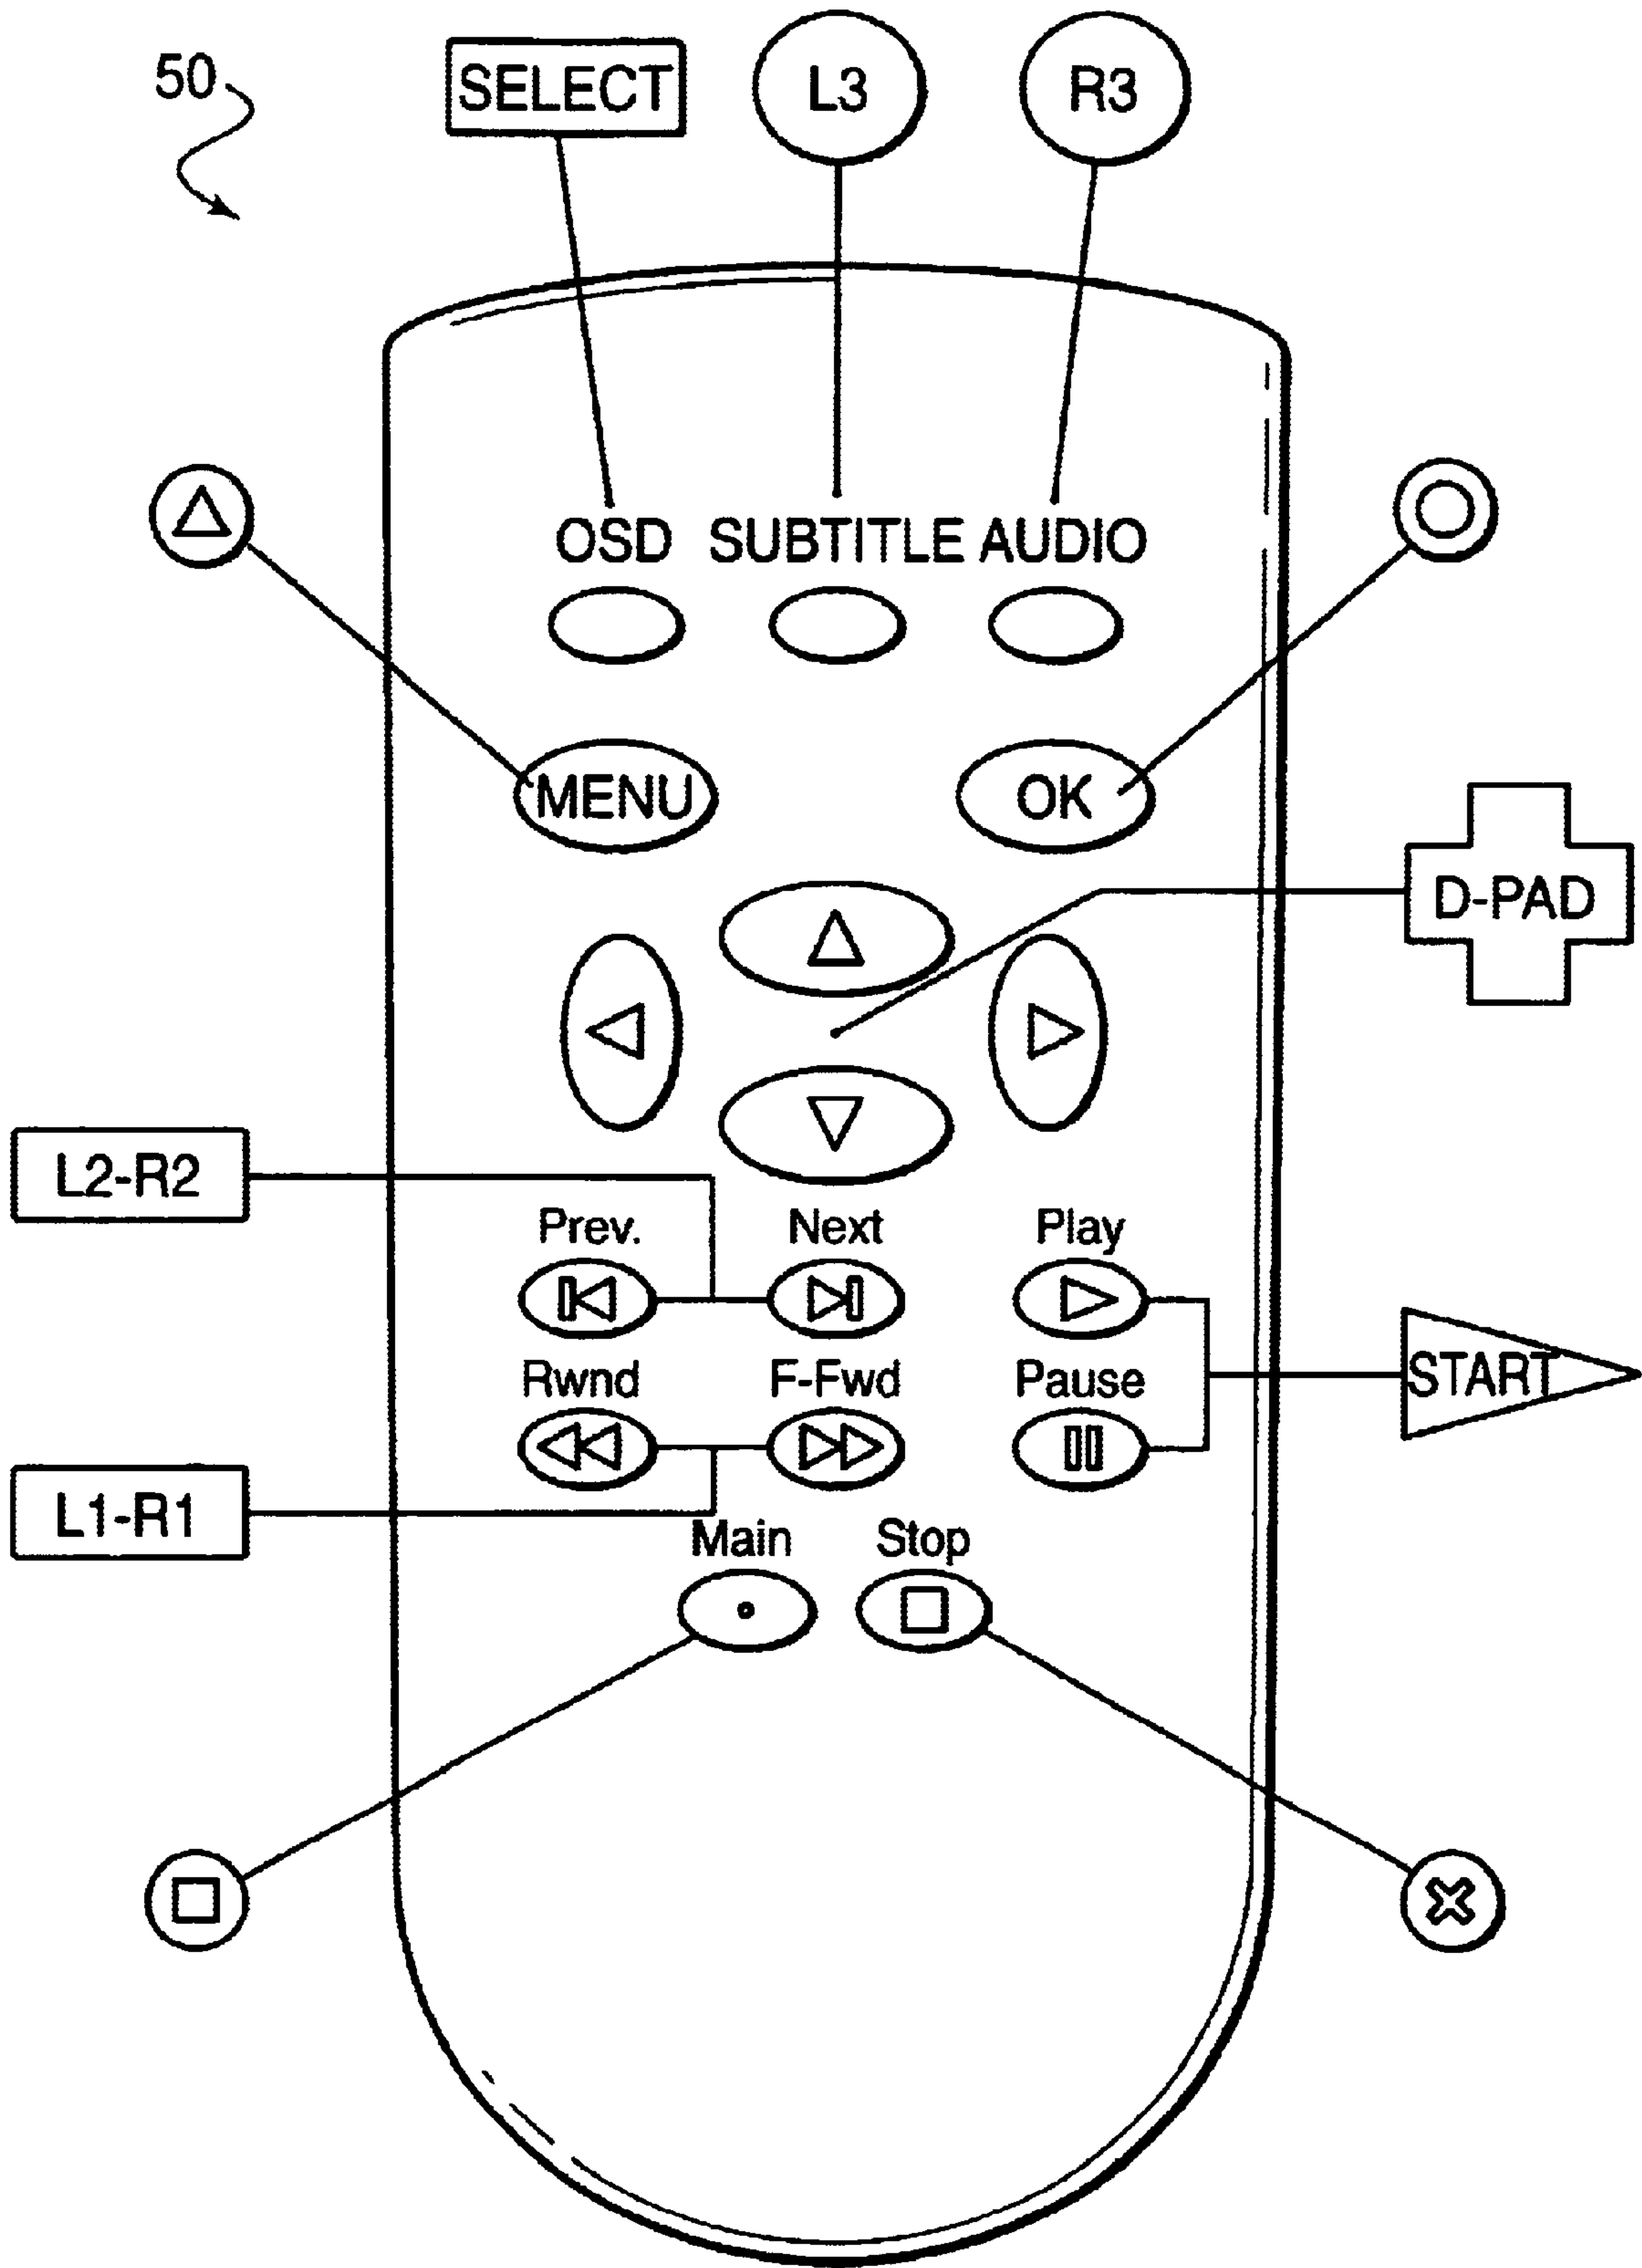 50
SELECT
L3
R3
OSD
SUBTITLE
AUDIO
MENU
OK
D-PAD
L2-R2
Prev.
Next
Play
Rwnd
F-Fwd
Pause
START
L1-R1
Main
Stop